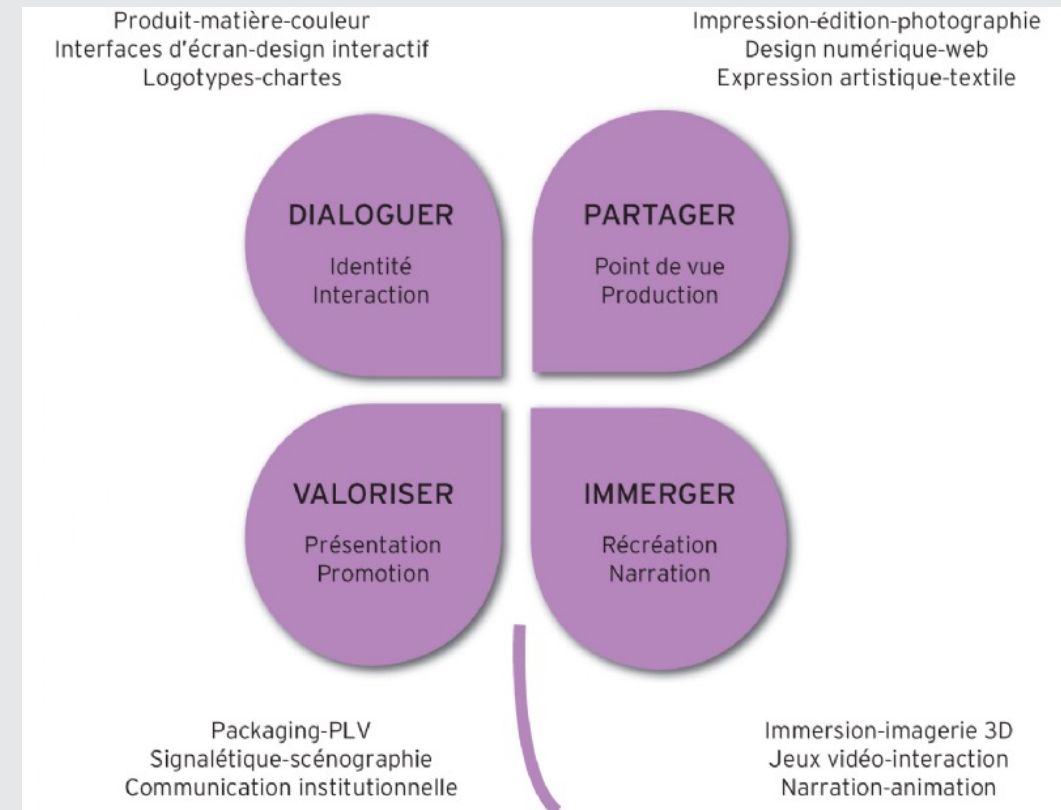 Produit-matière-couleur
Interfaces d'écran-design interactif
Logotypes-chartes
Impression-édition-photographie
Design numérique-web
Expression artistique-textile
DIALOGUER
Identité
Interaction
PARTAGER
Point de vue
Production
VALORISER
Présentation
Promotion
IMMERGER
Récréation
Narration
Packaging-PLV
Signalétique-scénographie
Communication institutionnelle
Immersion-imagerie 3D
Jeux vidéo-interaction
Narration-animation